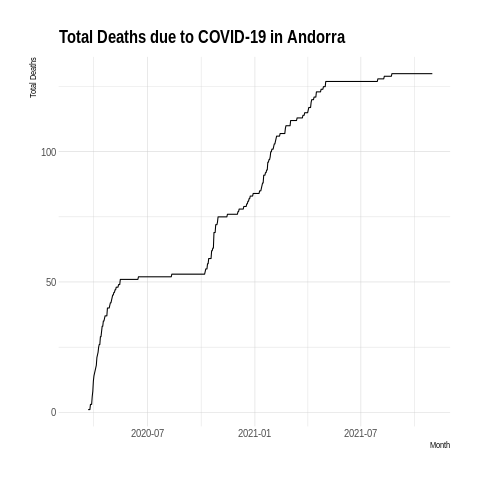 Total Deaths due to COVID-19 in Andorra
Total Deaths
100
50
0
2020-07
2021-01
2021-07
Month